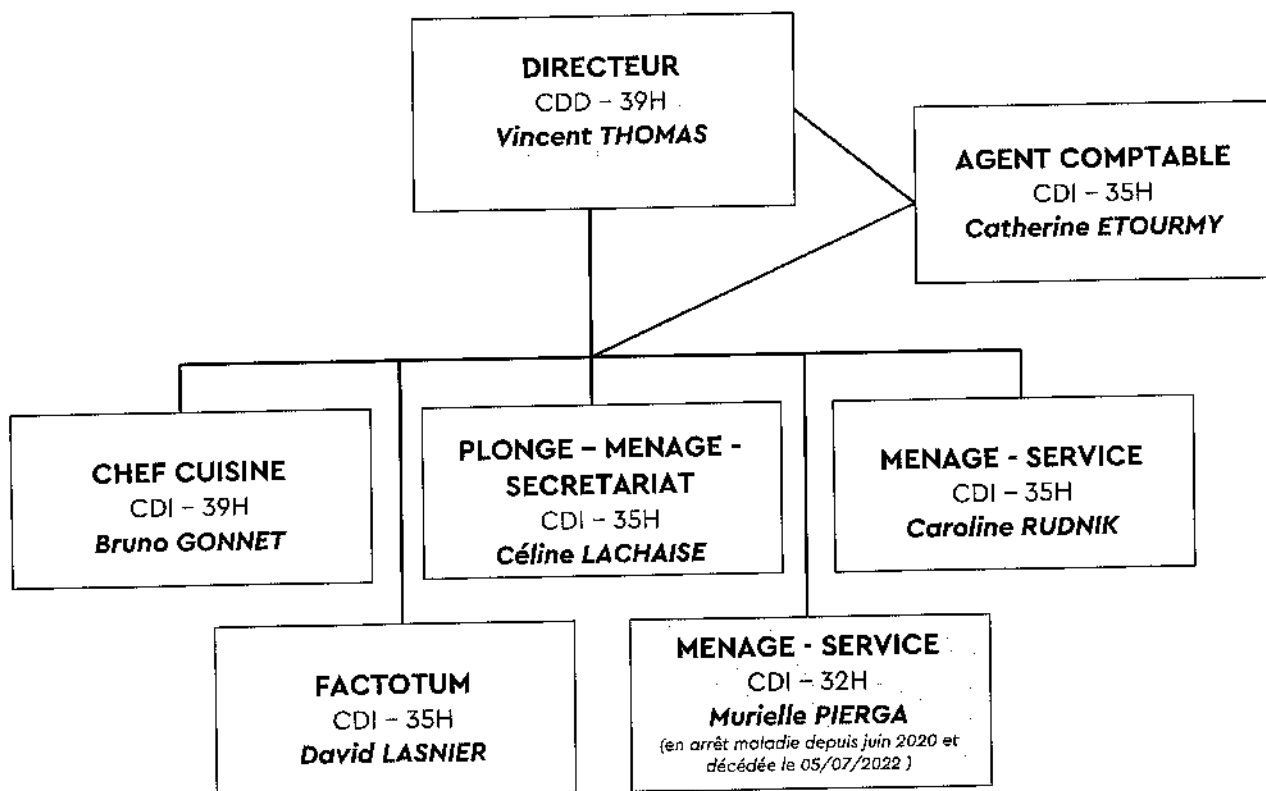 DIRECTEUR
CDD – 39H
Vincent THOMAS
AGENT COMPTABLE
CDI – 35H
Catherine ETOURMY
CHEF CUISINE
CDI – 39H
Bruno GONNET
PLONGE – MENAGE -
SECRETARIAT
CDI – 35H
Céline LACHAISE
MENAGE - SERVICE
CDI – 35H
Caroline RUDNIK
FACTOTUM
CDI – 35H
David LASNIER
MENAGE - SERVICE
CDI – 32H
Murielle PIERGA
(en arrêt maladie depuis juin 2020 et
décédée le 05/07/2022 )